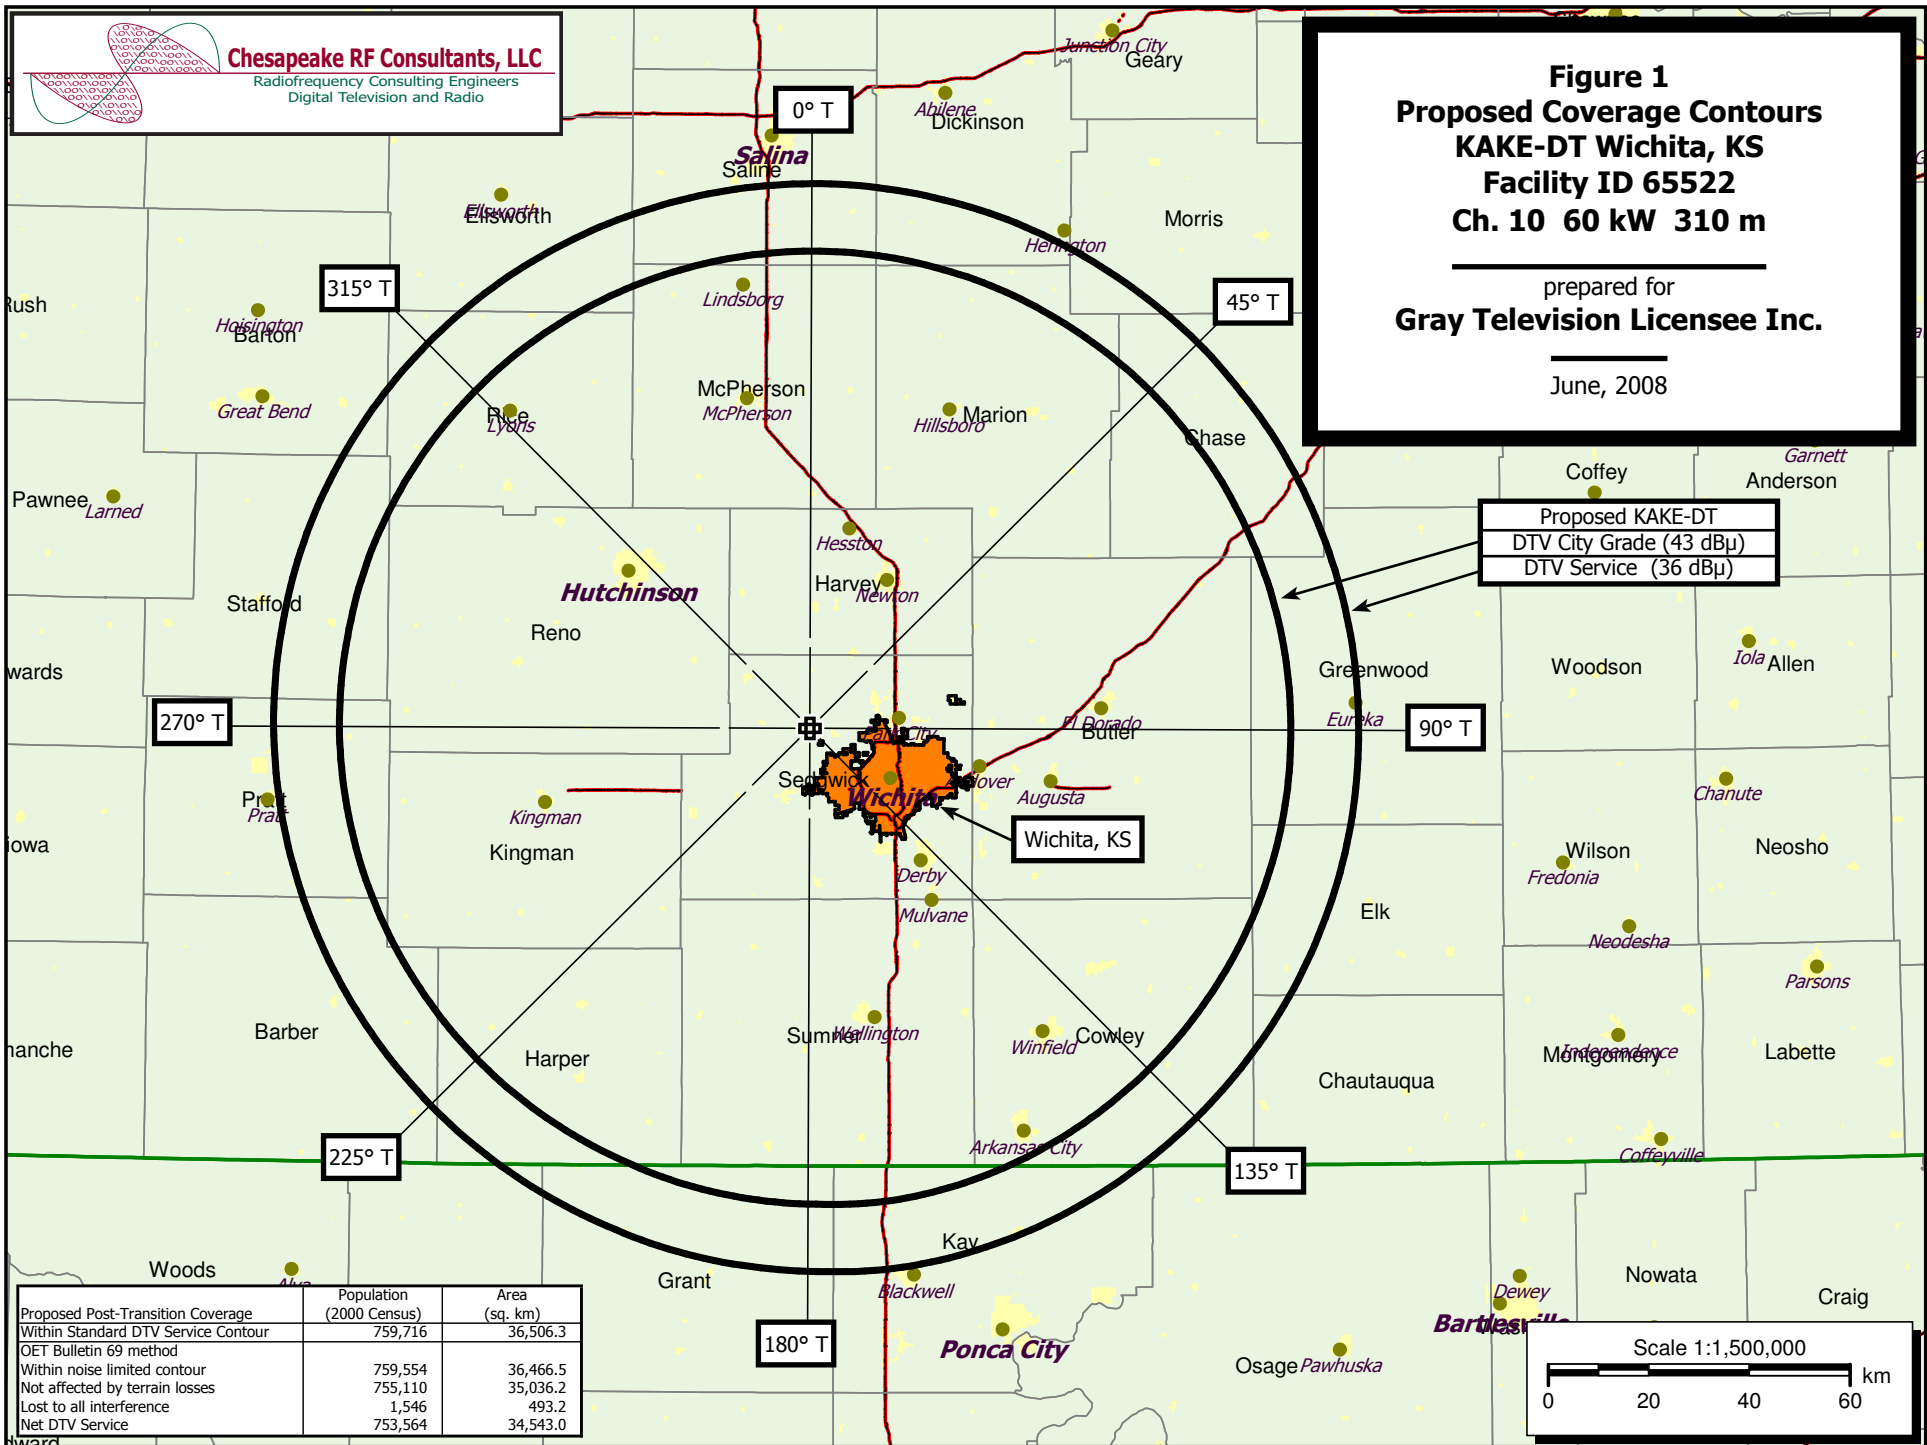 Chesapeake RF Consultants, LLC
Radiofrequency Consulting Engineers
Digital Television and Radio
Figure 1
Proposed Coverage Contours
KAKE-DT Wichita, KS
Facility ID 65522
Ch. 10 60 kW 310 m
prepared for
Gray Television Licensee Inc.
June, 2008
Junction City
Geary
0° T
Abilene
Dickinson
Salina
Saline
Ellsworth
Ellsworth
Morris
Herington
315° T
45° T
Lindsborg
Hoisington
Barton
McPherson
McPherson
Great Bend
Rice
Lyons
Hillsboro
Marion
Chase
Garnett
Coffey
Anderson
Pawnee
Larned
Proposed KAKE-DT
DTV City Grade (43 dBµ)
DTV Service (36 dBµ)
Hesston
Harvey
Newton
Hutchinson
Stafford
Reno
Iola
Allen
Woodson
Greenwood
Eureka
270° T
90° T
Park City
El Dorado
Butler
Sedgwick
Wichita
Augusta
Chanute
Pratt
Pratt
Kingman
Kingman
Wichita, KS
Wilson
Neosho
Fredonia
Derby
Mulvane
Elk
Neodesha
Parsons
Barber
Harper
Sumner
Wellington
Winfield
Cowley
Independence
Montgomery
Labette
Chautauqua
Arkansas City
Coffeyville
225° T
135° T
Woods
Alva
Grant
Kay
Blackwell
Nowata
Dewey
Craig
Bartlesville
180° T
Ponca City
Osage
Pawhuska
Proposed Post-Transition Coverage Population (2000 Census) Area (sq. km)
Within Standard DTV Service Contour 759,716 36,506.3
OET Bulletin 69 method
Within noise limited contour 759,554 36,466.5
Not affected by terrain losses 755,110 35,036.2
Lost to all interference 1,546 493.2
Net DTV Service 753,564 34,543.0
Scale 1:1,500,000
km
0 20 40 60